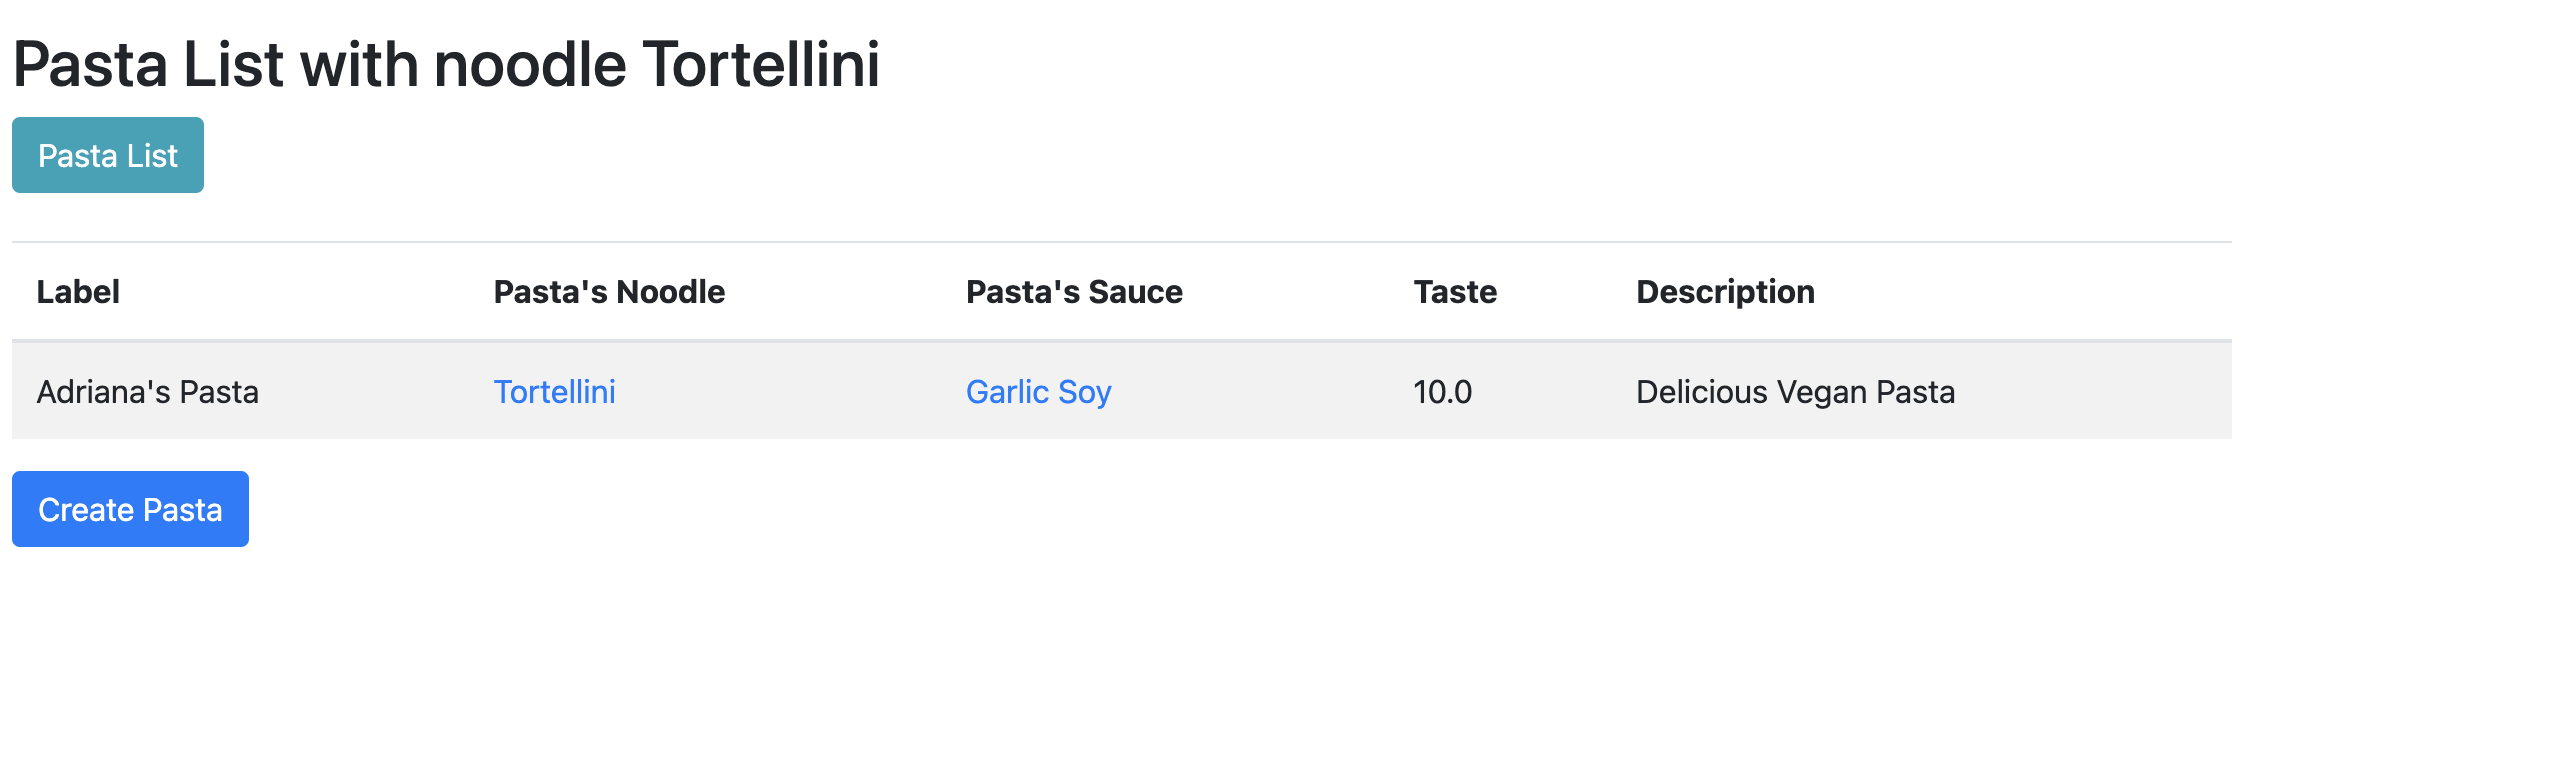 Pasta List with noodle Tortellini
Pasta List
Label Pasta's Noodle Pasta's Sauce Taste Description
Adriana's Pasta Tortellini Garlic Soy 10.0 Delicious Vegan Pasta
Create Pasta